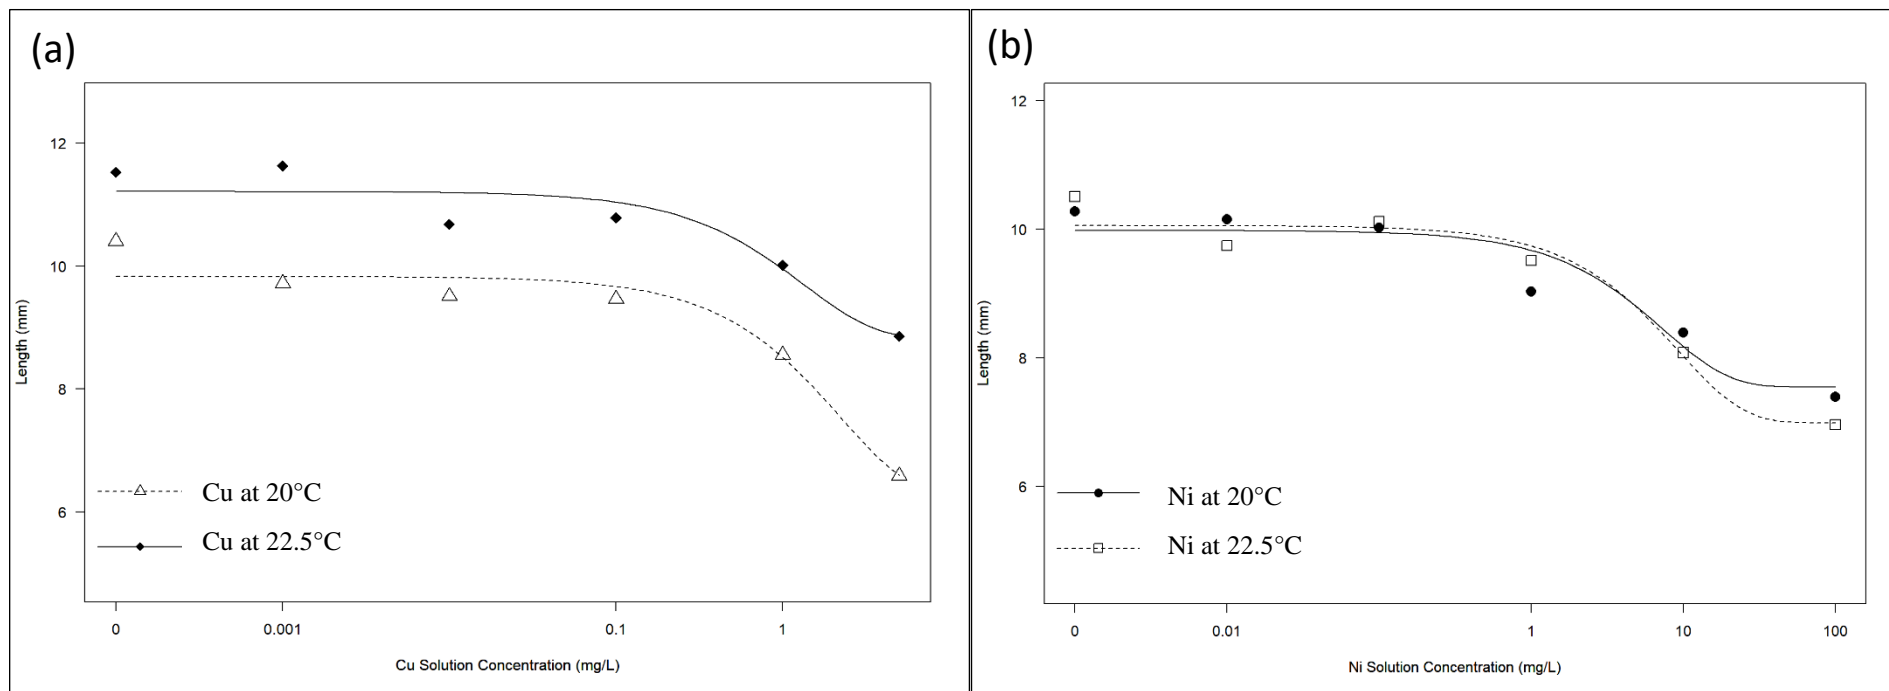 (a)
12
10
8
6
Length (mm)
Cu at 20°C
Cu at 22.5°C
0 0.001 0.1 1
Cu Solution Concentration (mg/L)
(b)
12
10
8
6
Length (mm)
Ni at 20°C
Ni at 22.5°C
0 0.01 1 10 100
Ni Solution Concentration (mg/L)